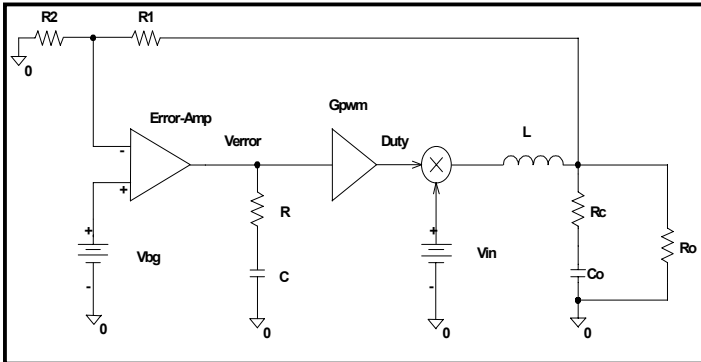 R2 R1
0
Gpwm
Error-Amp Verror Duty L
-
+
R Rc
+ + Ro
Vbg Vin
C Co
- -
0 0 0 0